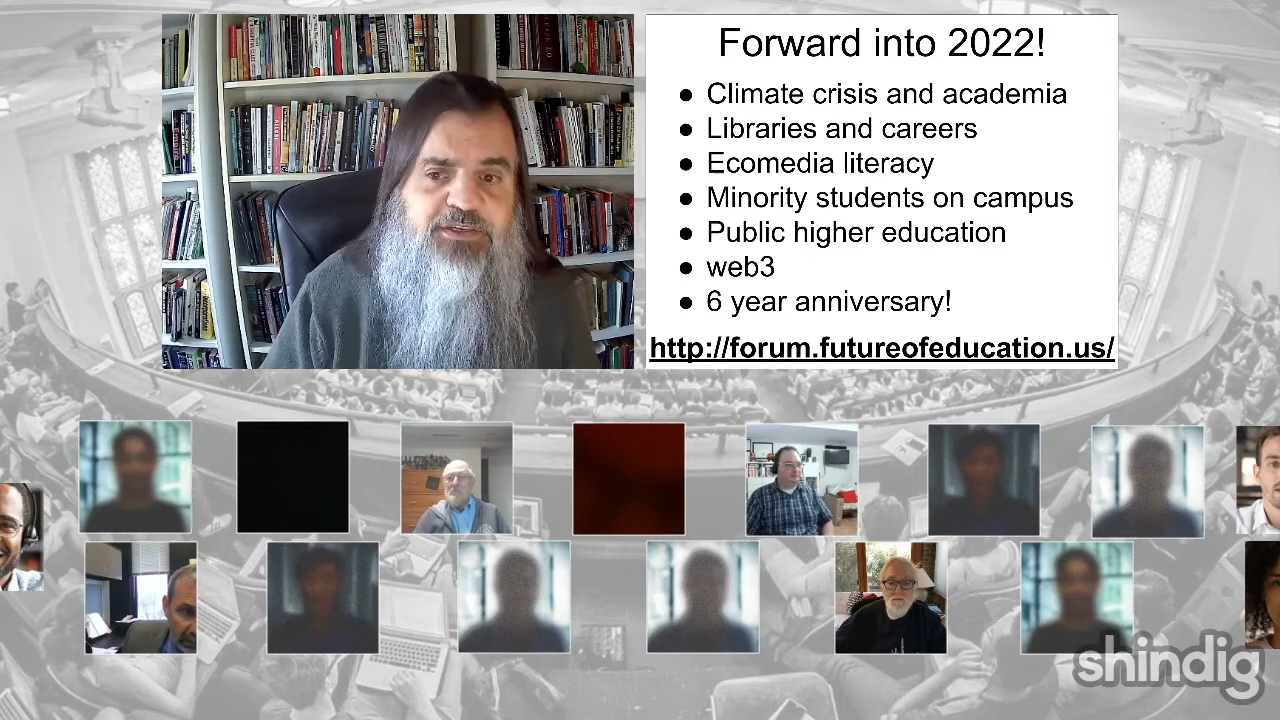 Forward into 2022!
● Climate crisis and academia
● Libraries and careers
● Ecomedia literacy
● Minority students on campus
● Public higher education
● web3
● 6 year anniversary!
http://forum.futureofeducation.us/
shindig